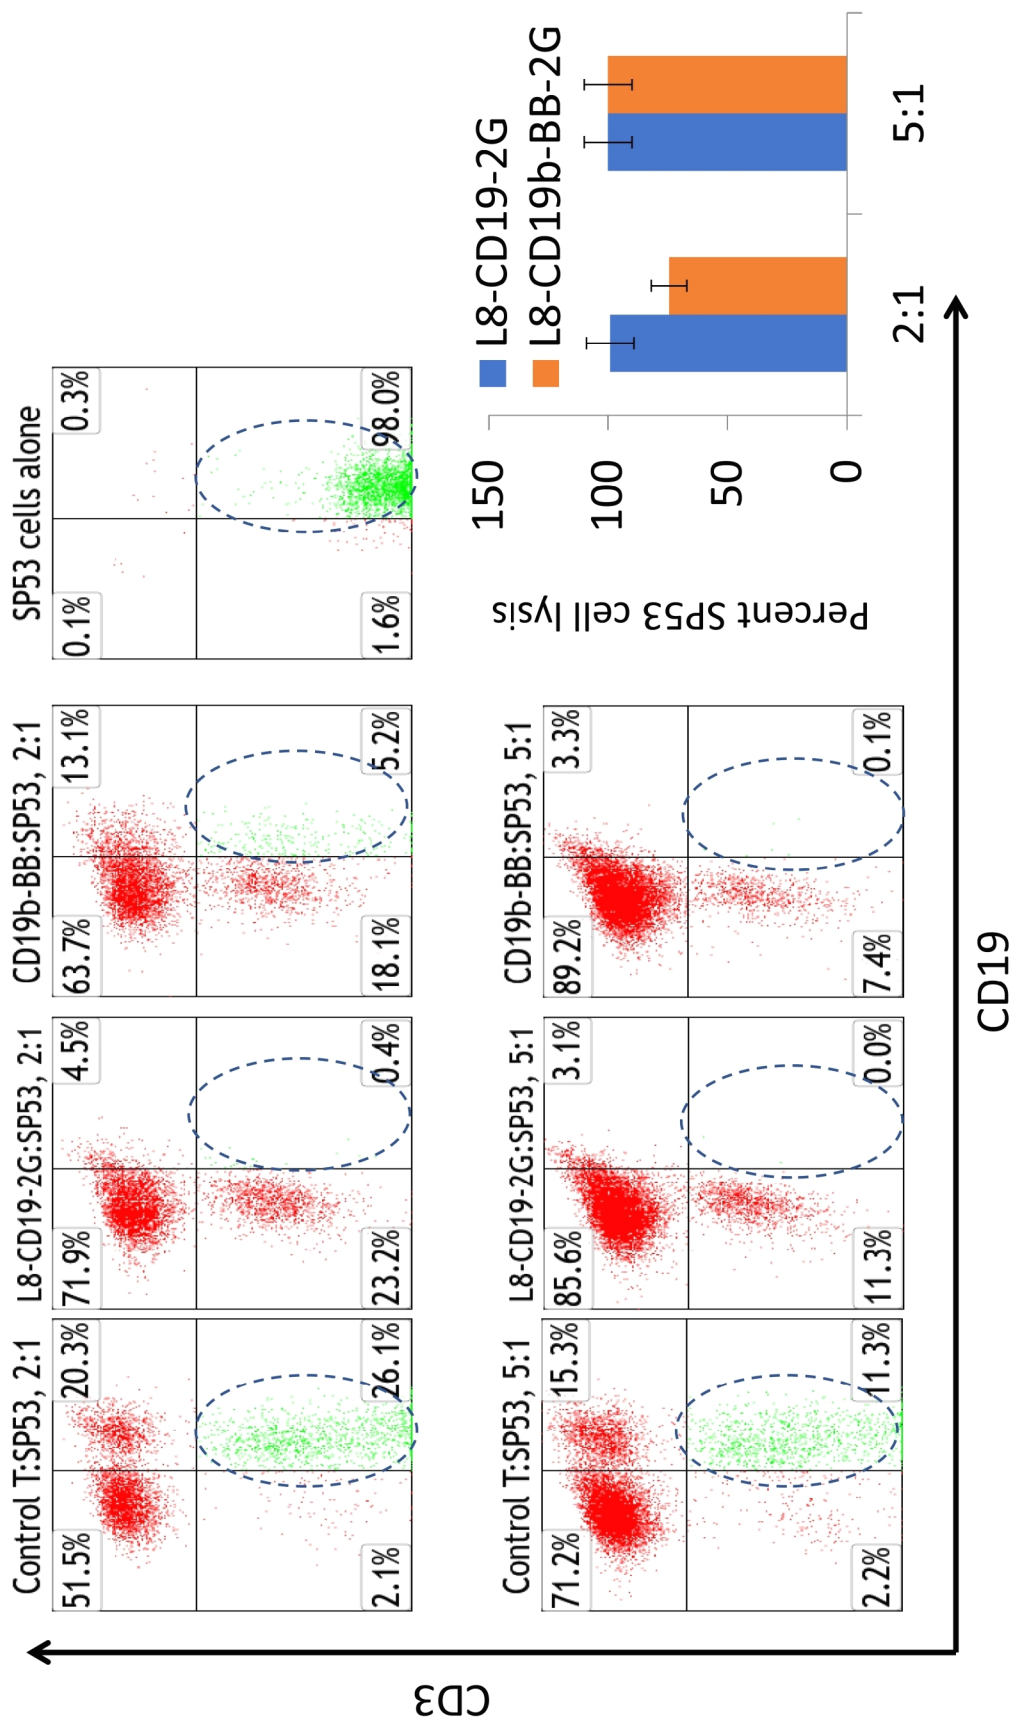 Control T:SP53, 2:1
51.5%
20.3%
2.1%
26.1%
L8-CD19-2G:SP53, 2:1
71.9%
4.5%
23.2%
0.4%
CD19b-BB:SP53, 2:1
63.7%
13.1%
18.1%
5.2%
SP53 cells alone
0.1%
0.3%
1.6%
98.0%
Control T:SP53, 5:1
71.2%
15.3%
2.2%
11.3%
L8-CD19-2G:SP53, 5:1
85.6%
3.1%
11.3%
0.0%
CD19b-BB:SP53, 5:1
89.2%
3.3%
7.4%
0.1%
L8-CD19-2G
L8-CD19b-BB-2G
Percent SP53 cell lysis
150
100
50
0
2:1
5:1
CD3
CD19